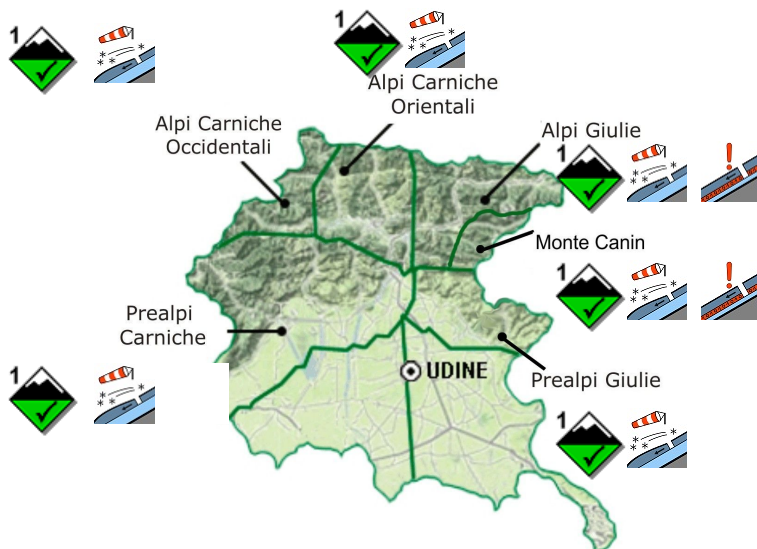 1
1
Alpi Carniche
Orientali
Alpi Carniche
Occidentali
Alpi Giulie
1
!
Monte Canin
1
!
Prealpi
Carniche
UDINE
Prealpi Giulie
1
1